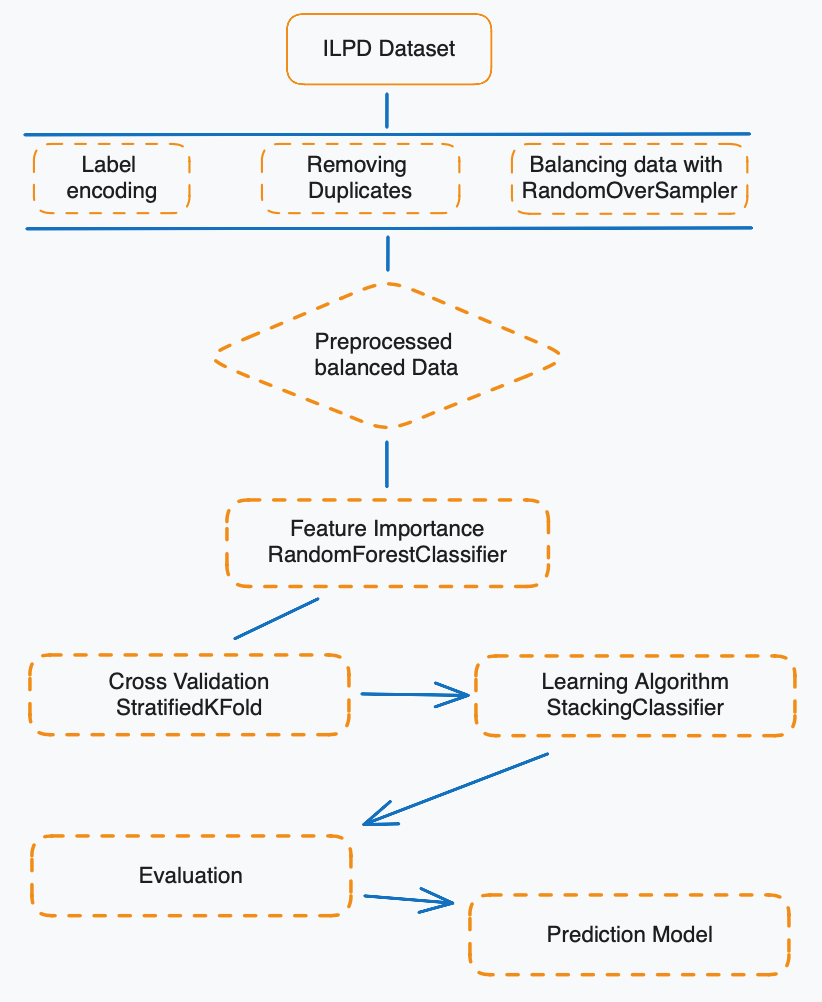 ILPD Dataset
Label
encoding
Removing
Duplicates
Balancing data with
RandomOverSampler
Preprocessed
balanced Data
Feature Importance
RandomForestClassifier
Cross Validation
StratifiedKFold
Learning Algorithm
StackingClassifier
Evaluation
Prediction Model